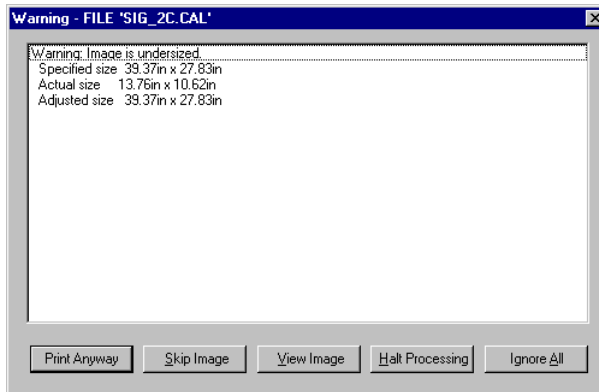 Warning - FILE 'SIG_2C.CAL'
Warning: Image is undersized.
Specified size 39.37in x 27.83in
Actual size 13.76in x 10.62in
Adjusted size 39.37in x 27.83in
Print Anyway Skip Image View Image Halt Processing Ignore All